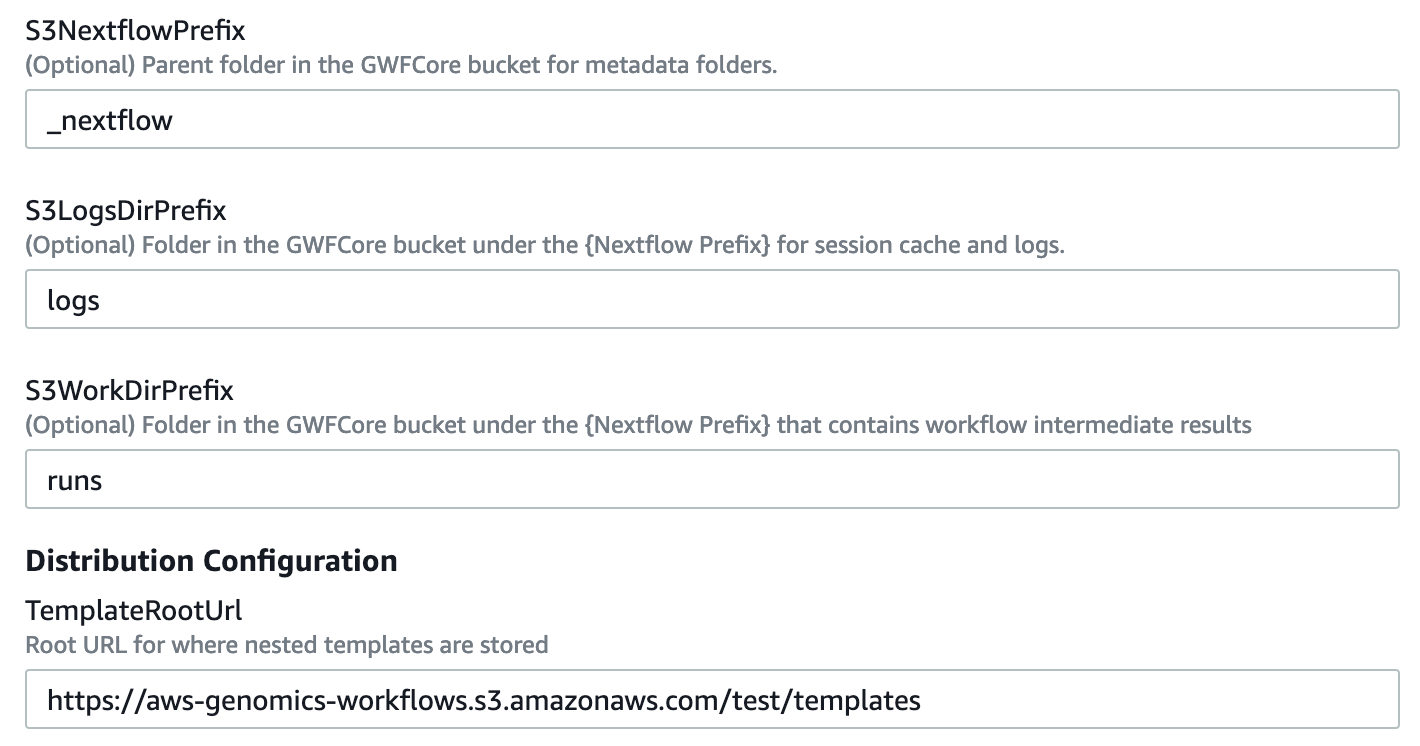 S3NextflowPrefix
(Optional) Parent folder in the GWFCore bucket for metadata folders.
_nextflow
S3LogsDirPrefix
(Optional) Folder in the GWFCore bucket under the {Nextflow Prefix} for session cache and logs.
logs
S3WorkDirPrefix
(Optional) Folder in the GWFCore bucket under the {Nextflow Prefix} that contains workflow intermediate results
runs
Distribution Configuration
TemplateRootUrl
Root URL for where nested templates are stored
https://aws-genomics-workflows.s3.amazonaws.com/test/templates